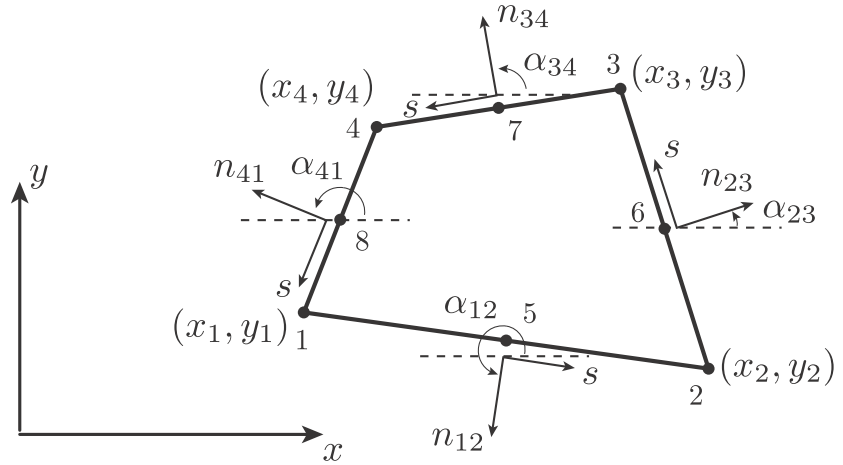 n₃₄
α₃₄
3 (x₃, y₃)
(x₄, y₄)
s
4
7
y
n₄₁
α₄₁
s
n₂₃
6
α₂₃
8
s
(x₁, y₁)
1
α₁₂
5
s
(x₂, y₂)
2
n₁₂
x